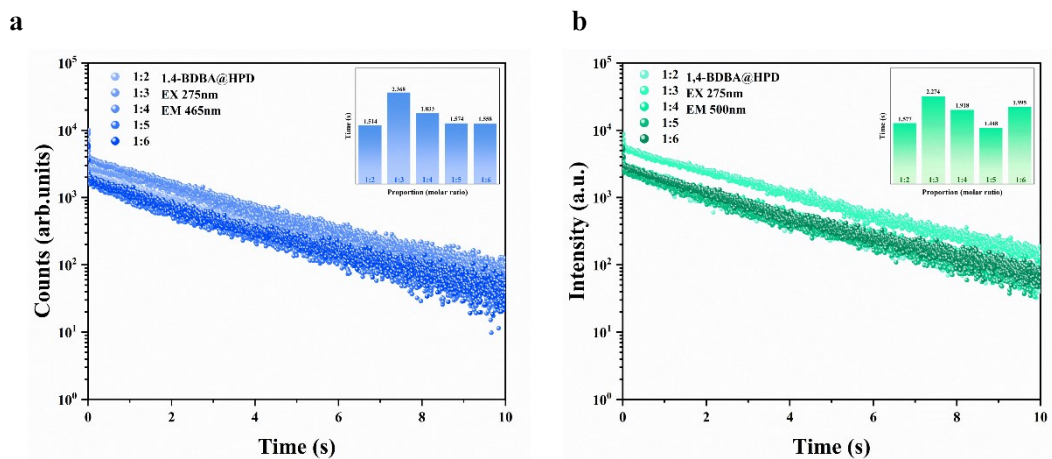 a
10^5
10^4
10^3
10^2
10^1
10^0
Counts (arb.units)
0 2 4 6 8 10
Time (s)
1:2 1,4-BDBA@HPD
1:3 EX 275nm
1:4 EM 465nm
1:5
1:6
Time (s)
1.514 2.368 1.833 1.574 1.558
1:2 1:3 1:4 1:5 1:6
Proportion (molar ratio)
b
10^5
10^4
10^3
10^2
10^1
10^0
Intensity (a.u.)
0 2 4 6 8 10
Time (s)
1:2 1,4-BDBA@HPD
1:3 EX 275nm
1:4 EM 500nm
1:5
1:6
Time (s)
1.577 2.274 1.918 1.448 1.995
1:2 1:3 1:4 1:5 1:6
Proportion (molar ratio)